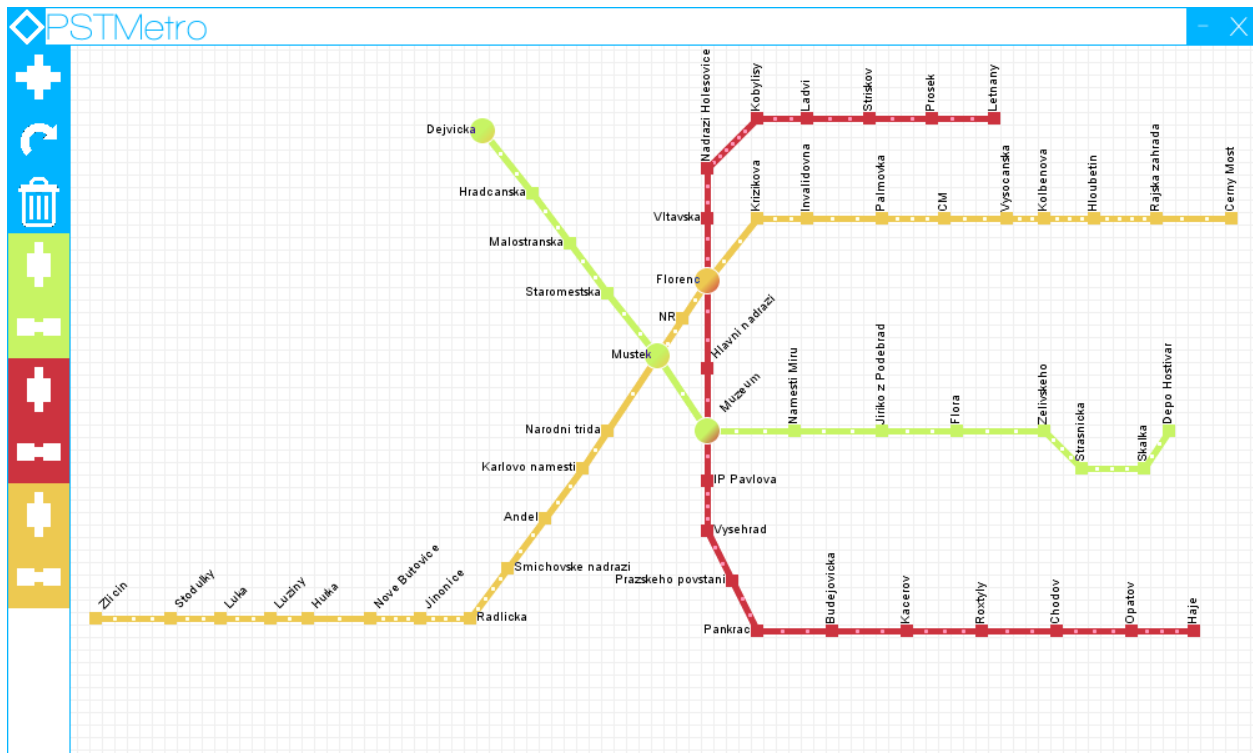 PSTMetro
- X
Dejvicka
Hradcanska
Malostranska
Staromestska
Mustek
Muzeum
Namesti Miru
Jiriko z Podebrad
Flora
Zelivskeho
Strasnicka
Skalka
Depo Hostivar
Letnany
Prosek
Striskov
Ladvi
Kobylisy
Nadrazi Holesovice
Vltavska
Florenc
Hlavni nadrazi
IP Pavlova
Vysehrad
Prazskeho povstani
Pankrac
Budejovicka
Kacerov
Roxtyly
Chodov
Opatov
Haje
Zlicin
Stodulky
Luka
Luziny
Hurka
Nove Butovice
Jinonice
Radlicka
Smichovske nadrazi
Andel
Karlovo namesti
Narodni trida
NR
Krizikova
Invalidovna
Palmovka
CM
Vysocanska
Kolbenova
Hloubetin
Rajska zahrada
Cerny Most